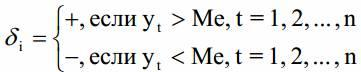 δi = { +, если yt > Me, t = 1, 2, ..., n
−, если yt < Me, t = 1, 2, ..., n